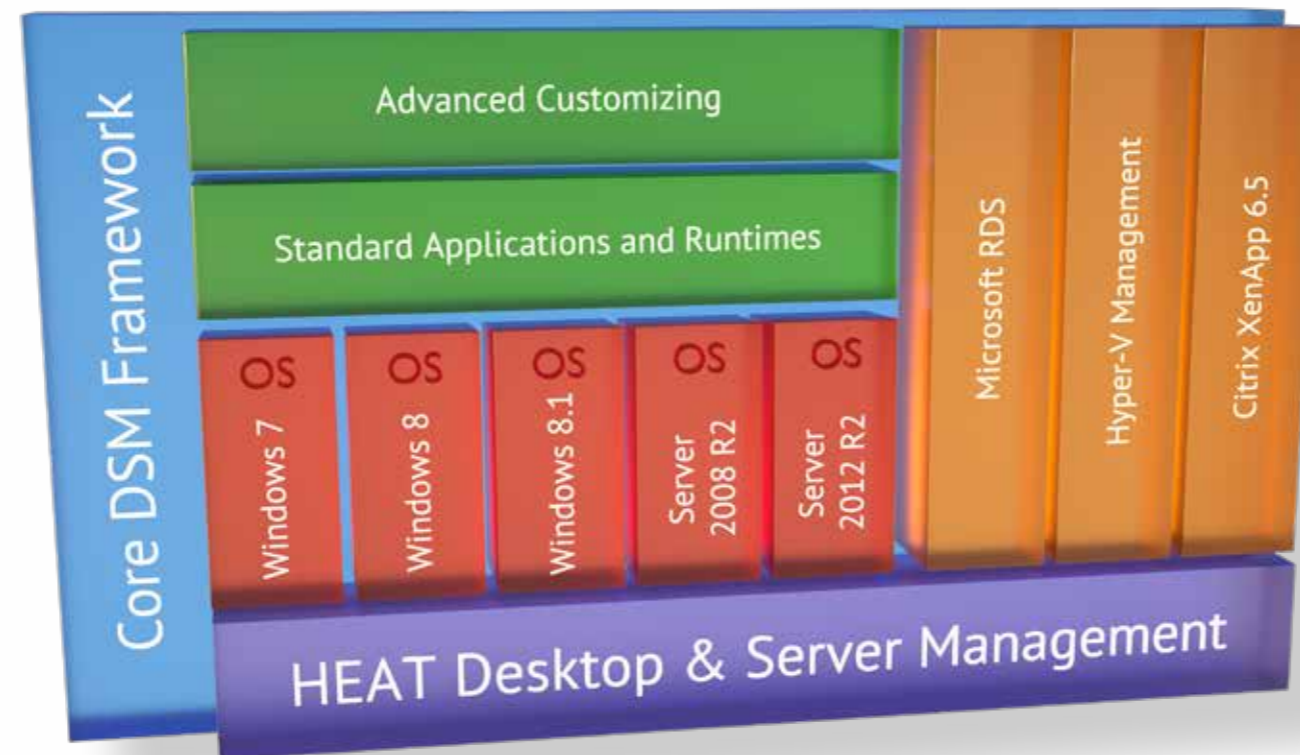 Core DSM Framework
Advanced Customizing
Standard Applications and Runtimes
OS
Windows 7
OS
Windows 8
OS
Windows 8.1
OS
Server
2008 R2
OS
Server
2012 R2
Microsoft RDS
Hyper-V Management
Citrix XenApp 6.5
HEAT Desktop & Server Management